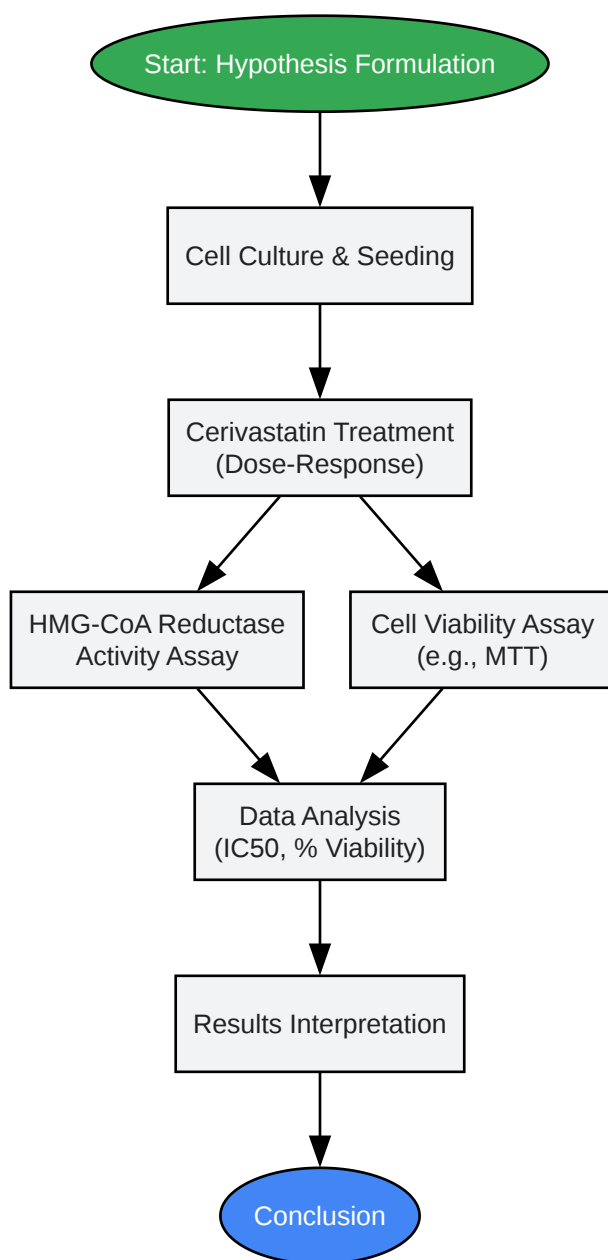 Start: Hypothesis Formulation
Cell Culture & Seeding
Cerivastatin Treatment
(Dose-Response)
HMG-CoA Reductase
Activity Assay
Cell Viability Assay
(e.g., MTT)
Data Analysis
(IC50, % Viability)
Results Interpretation
Conclusion